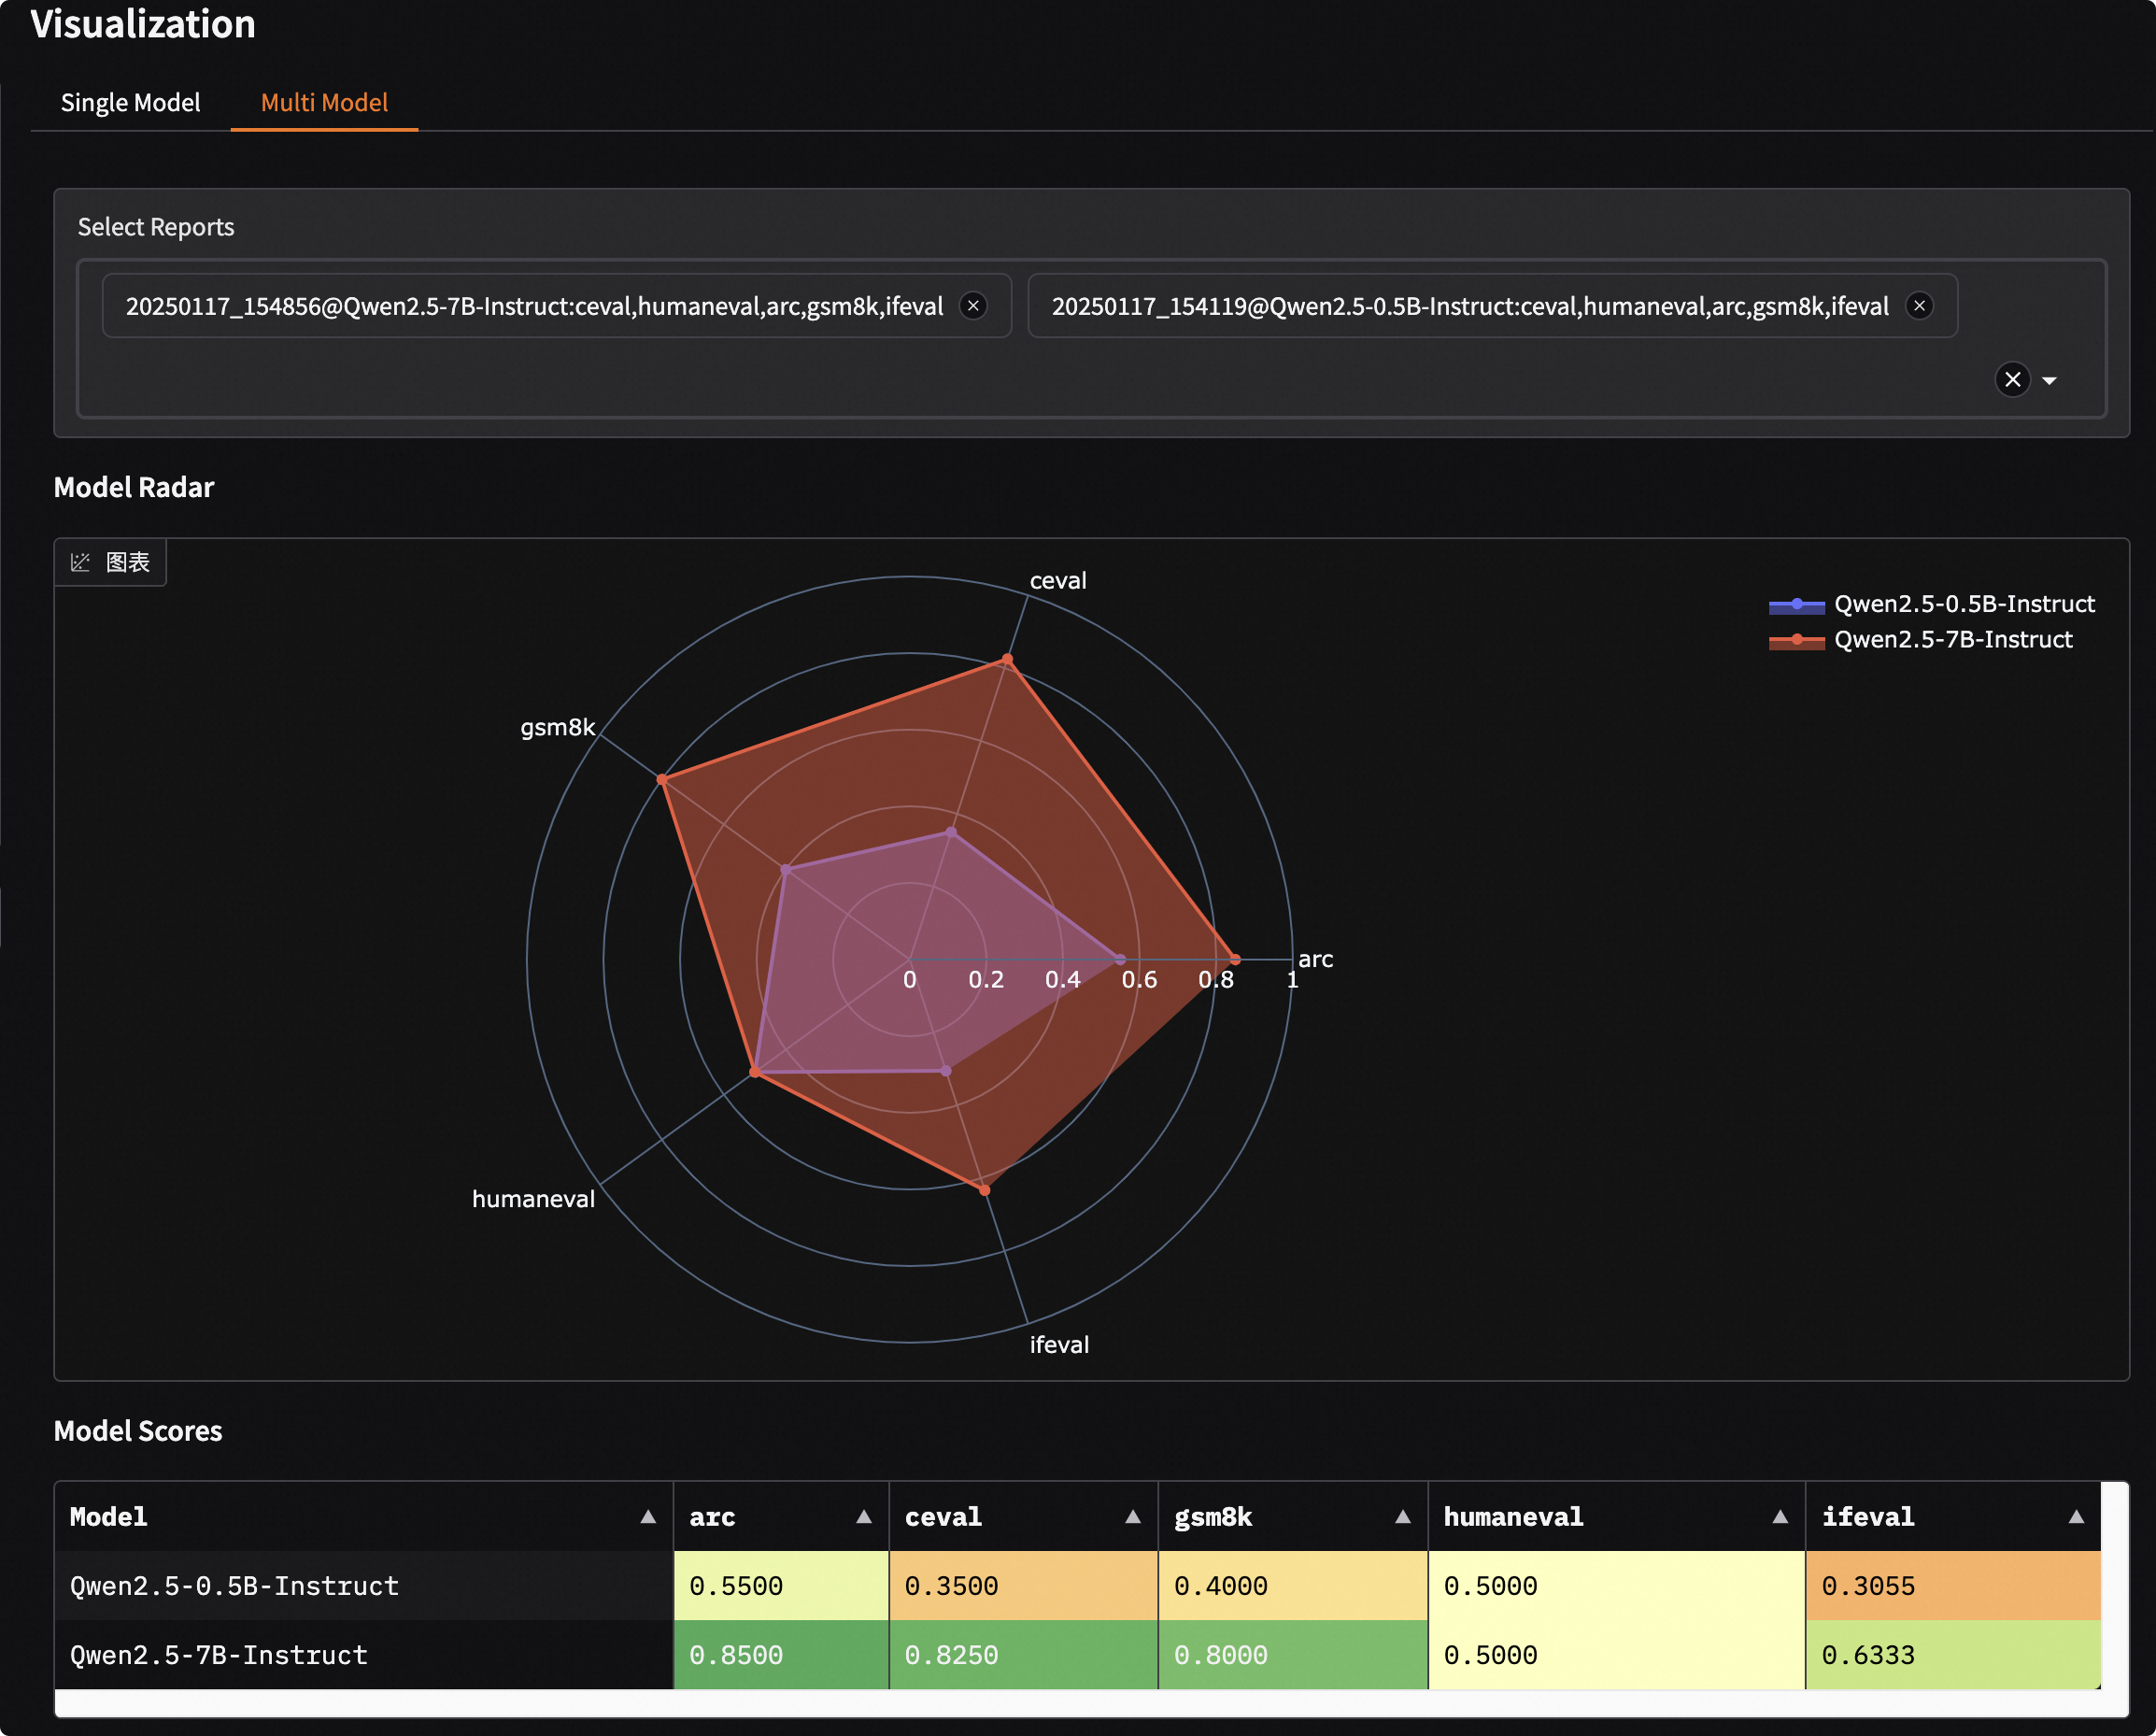 Visualization
Single Model Multi Model
Select Reports
20250117_154856@Qwen2.5-7B-Instruct:ceval,humaneval,arc,gsm8k,ifeval 20250117_154119@Qwen2.5-0.5B-Instruct:ceval,humaneval,arc,gsm8k,ifeval
Model Radar
图表
ceval
Qwen2.5-0.5B-Instruct
Qwen2.5-7B-Instruct
gsm8k
arc
0 0.2 0.4 0.6 0.8 1
humaneval
ifeval
Model Scores
Model arc ceval gsm8k humaneval ifeval
Qwen2.5-0.5B-Instruct 0.5500 0.3500 0.4000 0.5000 0.3055
Qwen2.5-7B-Instruct 0.8500 0.8250 0.8000 0.5000 0.6333